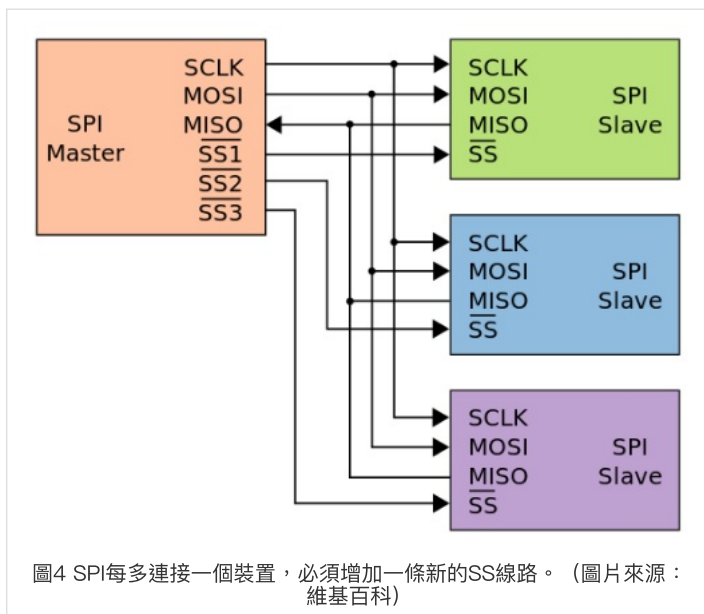 SPI
Master
SCLK
MOSI
MISO
SS1
SS2
SS3
SCLK
MOSI
MISO
SS
SPI
Slave
SCLK
MOSI
MISO
SS
SPI
Slave
SCLK
MOSI
MISO
SS
SPI
Slave
圖4 SPI每多連接一個裝置，必須增加一條新的SS線路。（圖片來源：
維基百科）